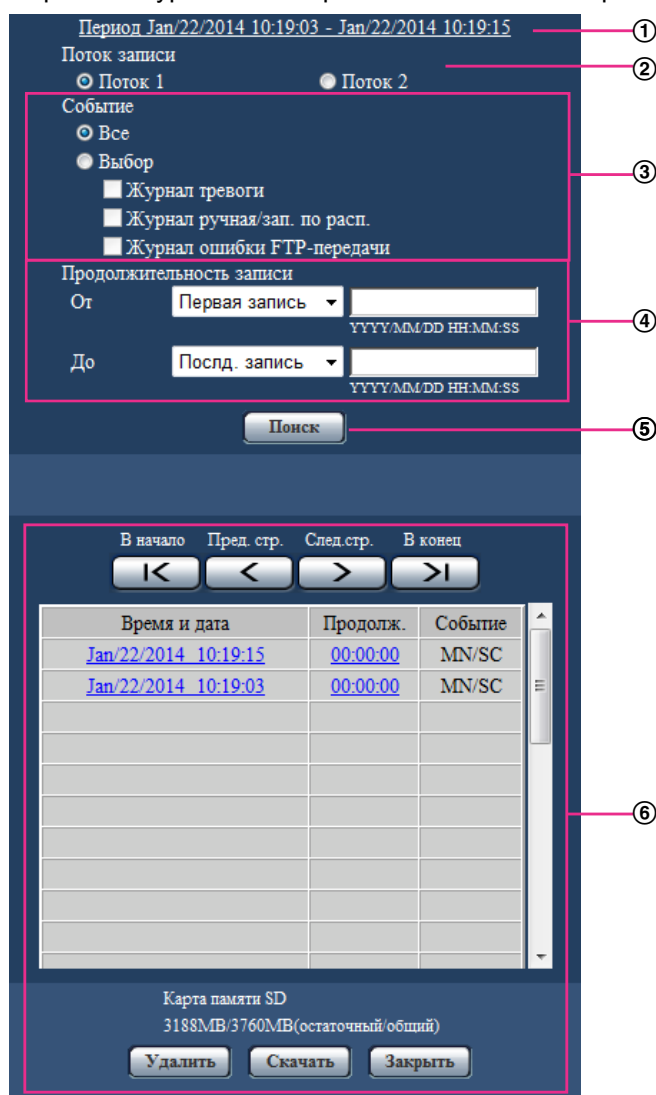 Период Jan/22/2014 10:19:03 - Jan/22/2014 10:19:15 ①
Поток записи ②
Поток 1 Поток 2
Событие
Все
Выбор ③
Журнал тревоги
Журнал ручная/зап. по расп.
Журнал ошибки FTP-передачи
Продолжительность записи
От Первая запись ④
YYYY/MM/DD HH:MM:SS
До Послд. запись
YYYY/MM/DD HH:MM:SS
Поиск ⑤
В начало Пред. стр. След.стр. В конец
Время и дата Продолж. Событие
Jan/22/2014 10:19:15 00:00:00 MN/SC
Jan/22/2014 10:19:03 00:00:00 MN/SC
⑥
Карта памяти SD
3188MB/3760MB(остаточный/общий)
Удалить Скачать Закрыть